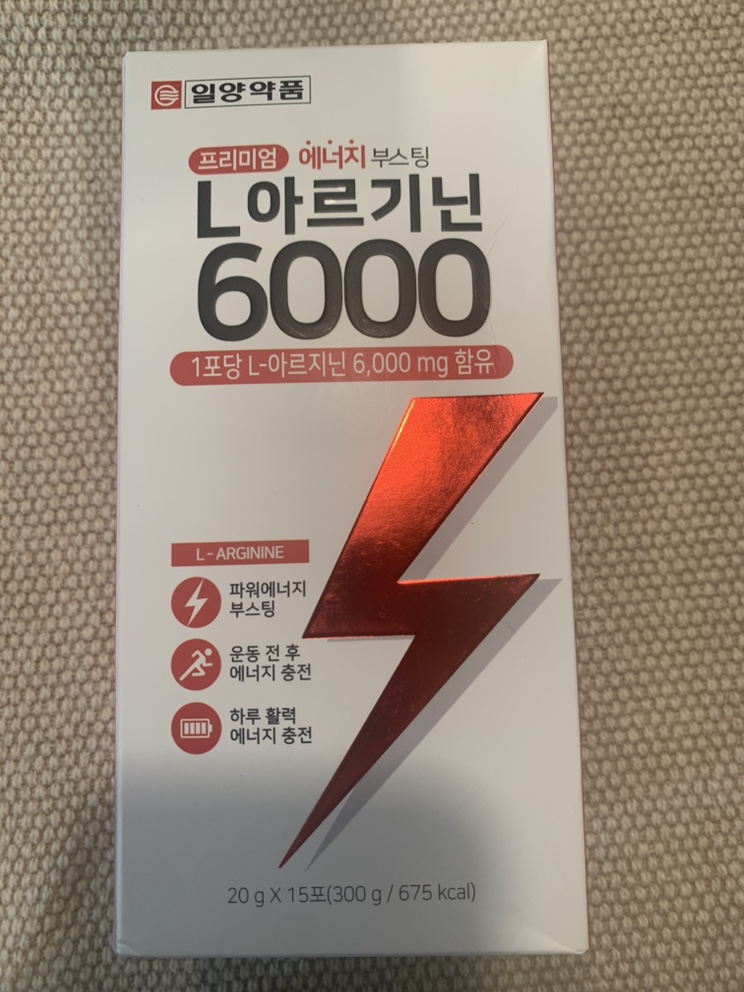 일양약품
프리미엄 에너지 부스팅
L아르기닌
6000
1포당 L-아르지닌 6,000 mg 함유
L-ARGININE
파워에너지
부스팅
운동 전 후
에너지 충전
하루 활력
에너지 충전
20 g X 15포(300 g / 675 kcal)